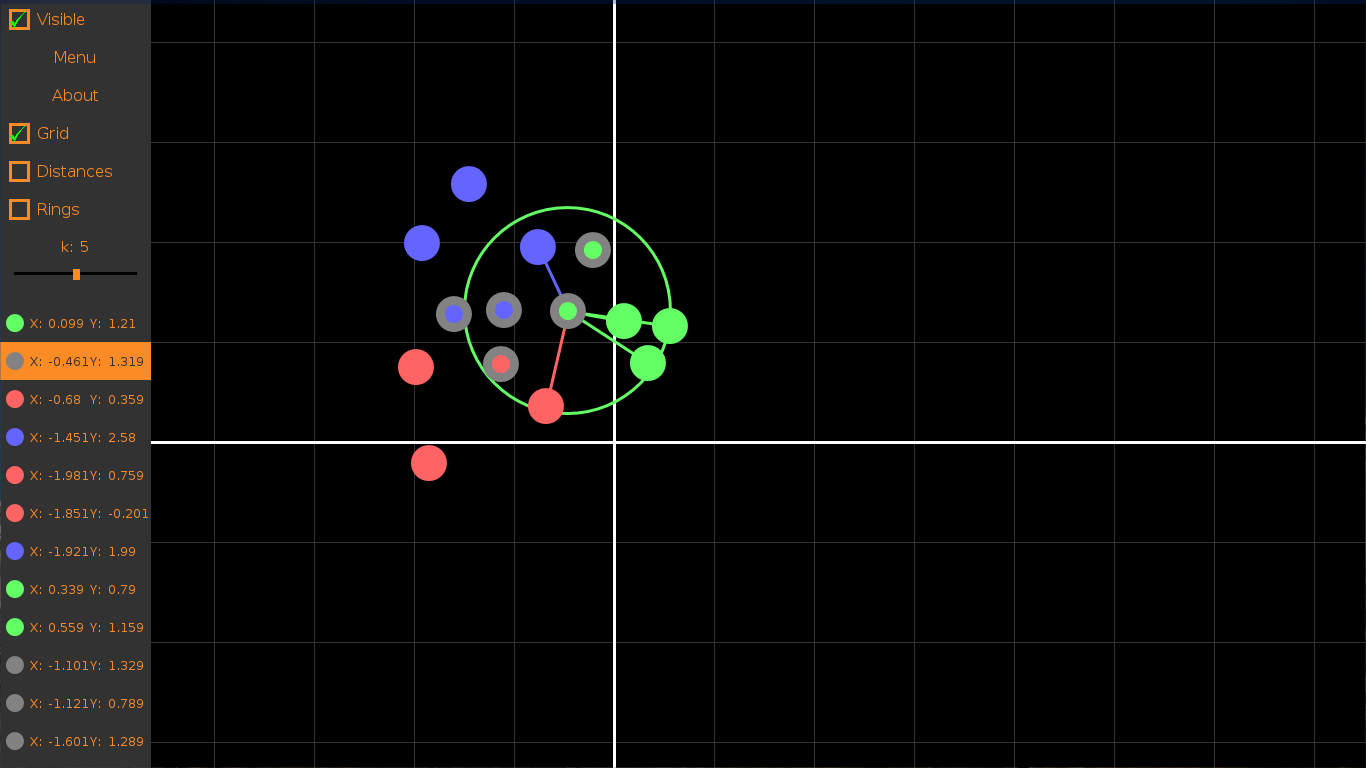 Visible
Menu
About
Grid
Distances
Rings
k: 5
X: 0.099 Y: 1.21
X: -0.461Y: 1.319
X: -0.68 Y: 0.359
X: -1.451Y: 2.58
X: -1.981Y: 0.759
X: -1.851Y: -0.201
X: -1.921Y: 1.99
X: 0.339 Y: 0.79
X: 0.559 Y: 1.159
X: -1.101Y: 1.329
X: -1.121Y: 0.789
X: -1.601Y: 1.289